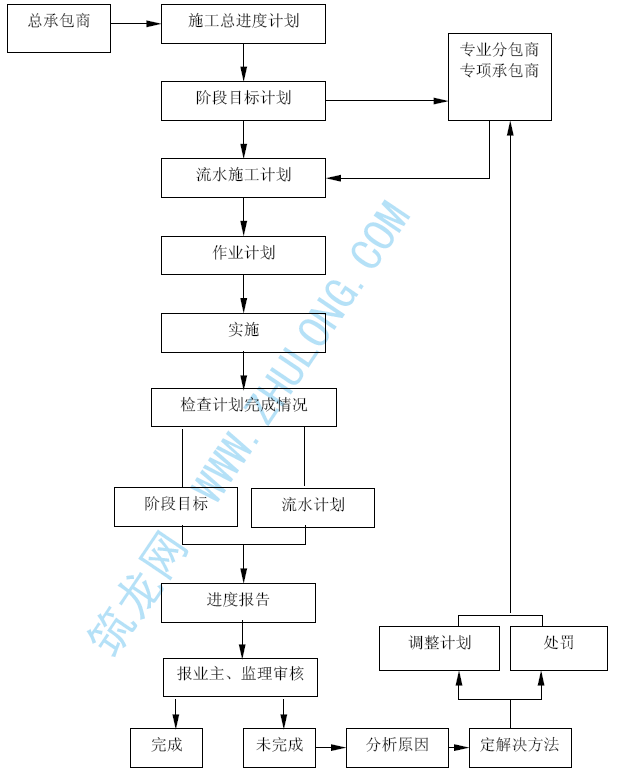 总承包商
施工总进度计划
专业分包商
专项承包商
阶段目标计划
流水施工计划
作业计划
实施
检查计划完成情况
阶段目标
流水计划
进度报告
调整计划
处罚
报业主、监理审核
完成
未完成
分析原因
定解决方法
筑龙网 WWW.ZHULONG.COM